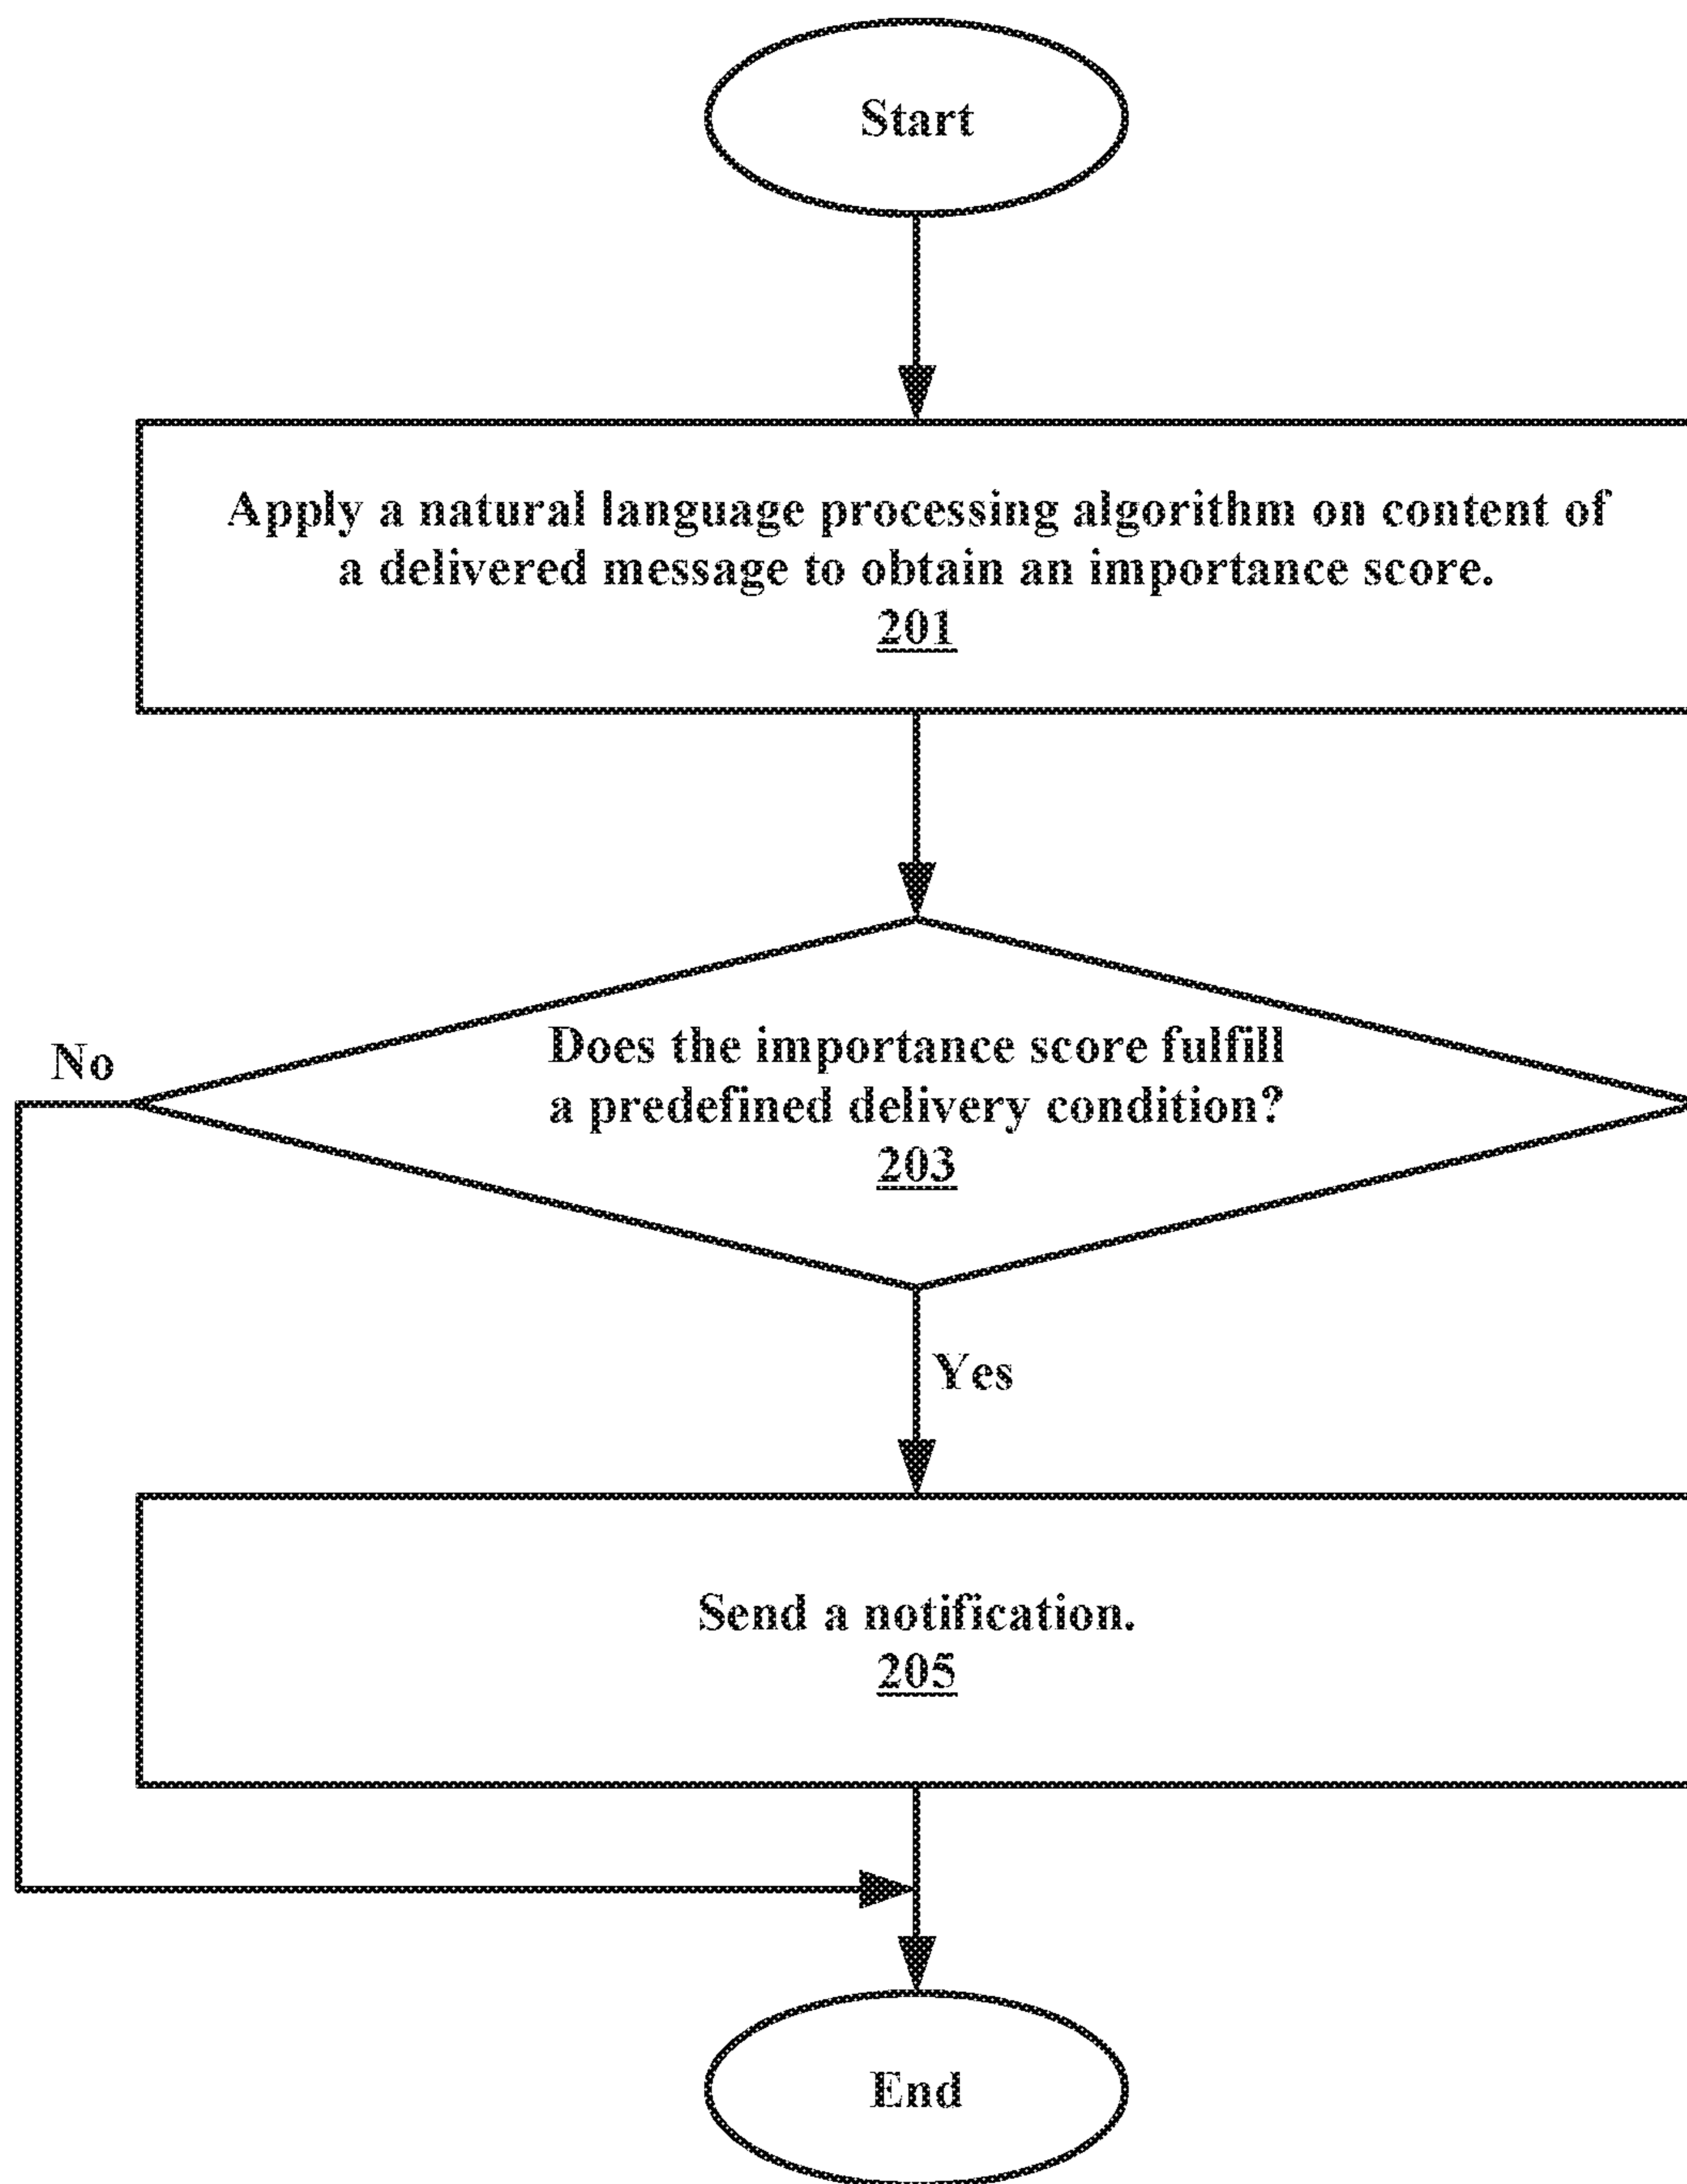 Start
Apply a natural language processing algorithm on content of
a delivered message to obtain an importance score.
201
Does the importance score fulfill
a predefined delivery condition?
203
No
Yes
Send a notification.
205
End